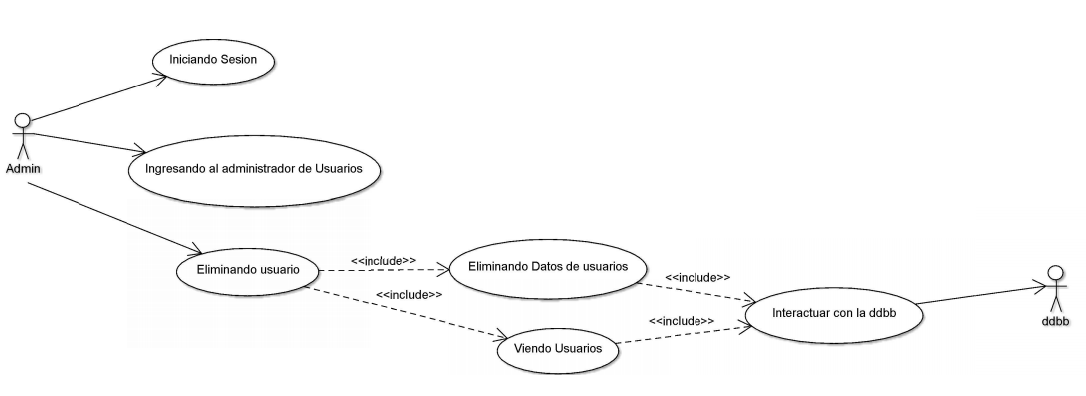 Iniciando Sesion
Admin
Ingresando al administrador de Usuarios
Eliminando usuario
<<include>>
<<include>>
Eliminando Datos de usuarios
Viendo Usuarios
<<include>>
<<include>>
Interactuar con la ddbb
ddbb